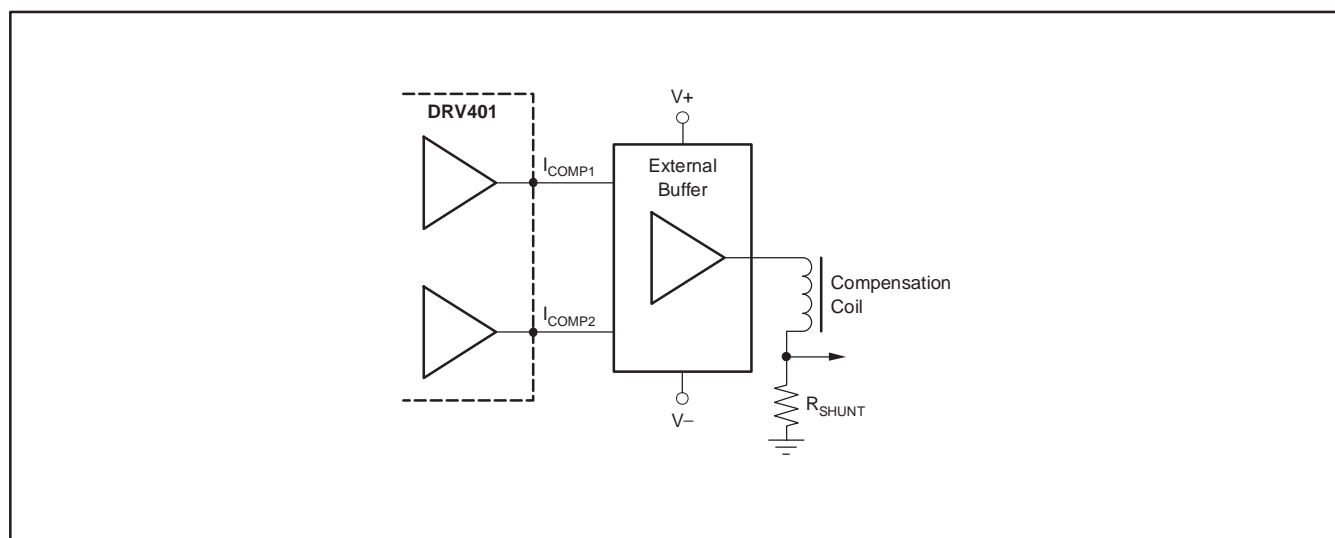 DRV401
I_COMP1
I_COMP2
V+
External
Buffer
V−
Compensation
Coil
R_SHUNT